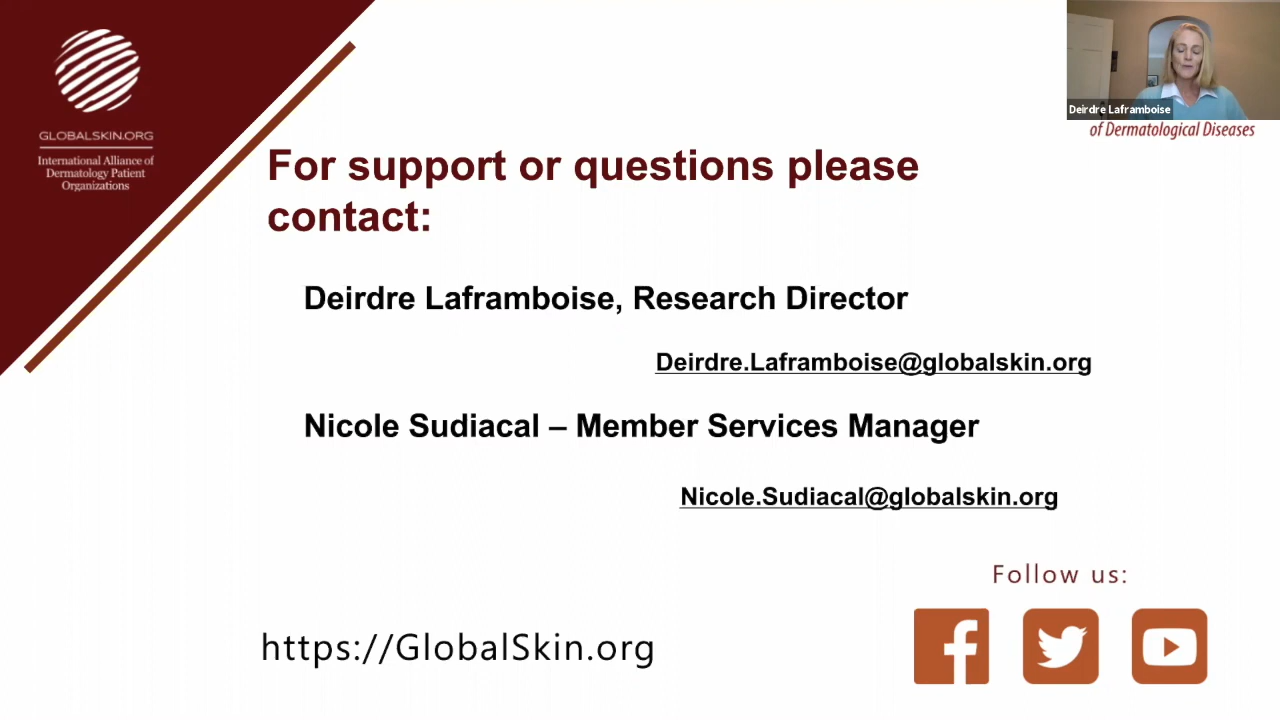 GLOBALSKIN.ORG
International Alliance of
Dermatology Patient
Organizations
Deirdre Laframboise
of Dermatological Diseases
For support or questions please
contact:
Deirdre Laframboise, Research Director
Deirdre.Laframboise@globalskin.org
Nicole Sudiacal – Member Services Manager
Nicole.Sudiacal@globalskin.org
Follow us:
https://GlobalSkin.org